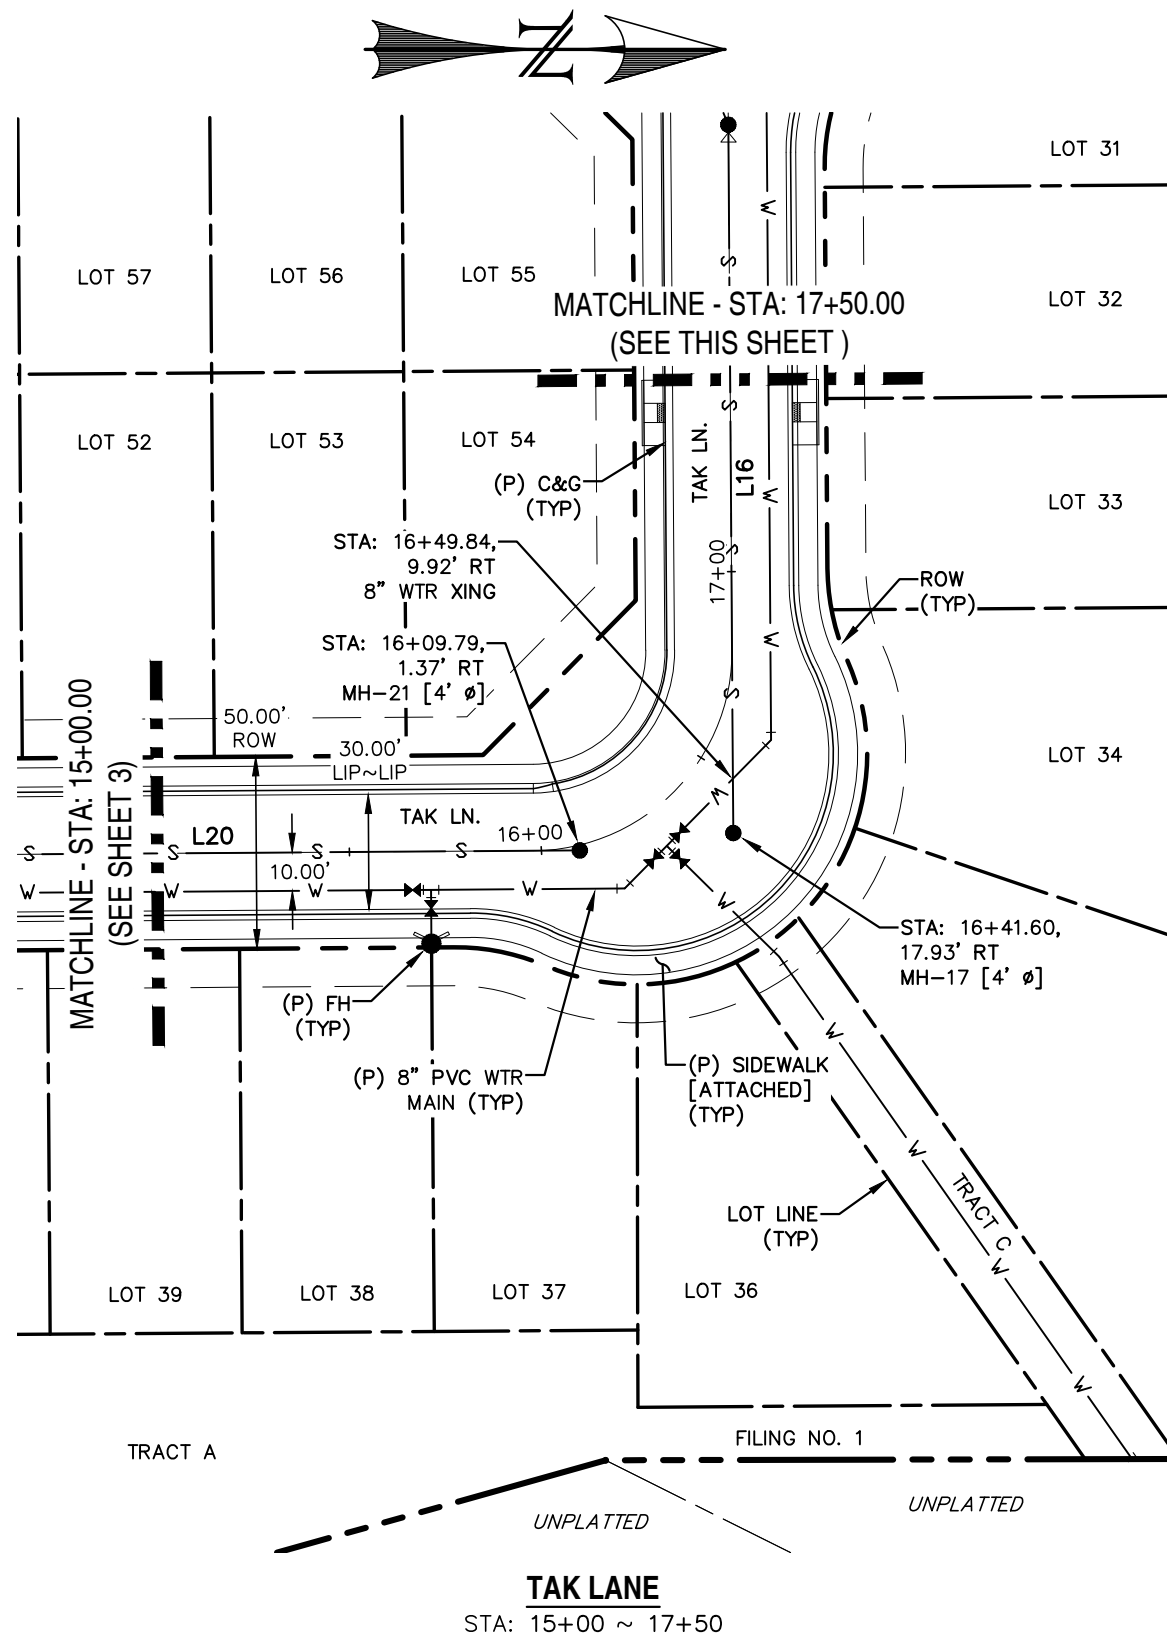 N
LOT 31
LOT 57
LOT 56
LOT 55
LOT 32
S
W
MATCHLINE - STA: 17+50.00
(SEE THIS SHEET )
LOT 52
LOT 53
LOT 54
S
TAK LN.
L16
W
(P) C&G
(TYP)
LOT 33
STA: 16+49.84,
9.92' RT
8" WTR XING
17+00
S
ROW
(TYP)
STA: 16+09.79,
1.37' RT
MH-21 [4' ø]
W
S
LOT 34
MATCHLINE - STA: 15+00.00
(SEE SHEET 3)
50.00'
ROW
30.00'
LIP~LIP
TAK LN.
16+00
L20
S
S
S
S
10.00'
W
W
W
W
W
W
STA: 16+41.60,
17.93' RT
MH-17 [4' ø]
(P) FH
(TYP)
(P) 8" PVC WTR
MAIN (TYP)
(P) SIDEWALK
[ATTACHED]
(TYP)
W
W
TRACT C
W
W
LOT LINE
(TYP)
LOT 39
LOT 38
LOT 37
LOT 36
TRACT A
FILING NO. 1
UNPLATTED
UNPLATTED
TAK LANE
STA: 15+00 ~ 17+50